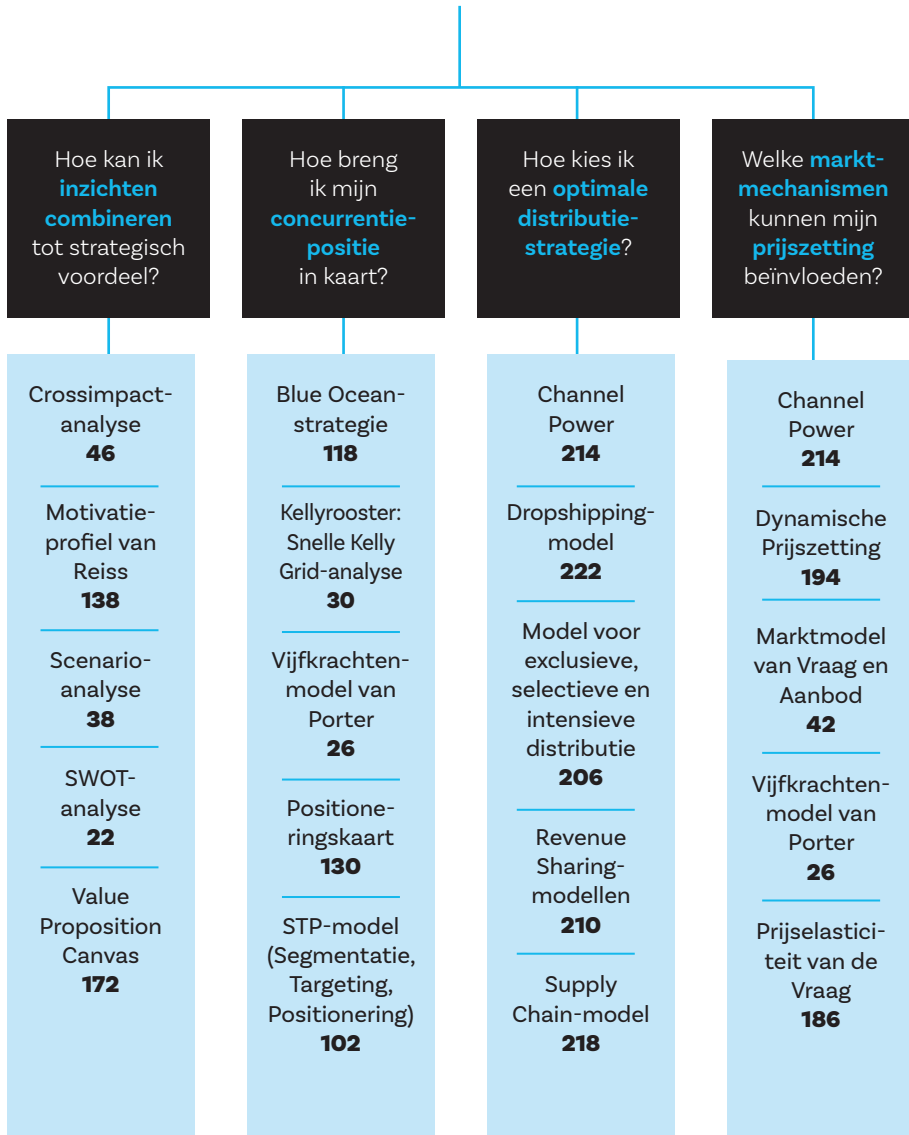 Hoe kan ik
inzichten
combineren
tot strategisch
voordeel?
Crossimpact-
analyse
46
Motivatie-
profiel van
Reiss
138
Scenario-
analyse
38
SWOT-
analyse
22
Value
Proposition
Canvas
172
Hoe breng
ik mijn
concurrentie-
positie
in kaart?
Blue Ocean-
strategie
118
Kellyrooster:
Snelle Kelly
Grid-analyse
30
Vijfkrachten-
model van
Porter
26
Positione-
ringskaart
130
STP-model
(Segmentatie,
Targeting,
Positionering)
102
Hoe kies ik
een optimale
distributie-
strategie?
Channel
Power
214
Dropshipping-
model
222
Model voor
exclusieve,
selectieve en
intensieve
distributie
206
Revenue
Sharing-
modellen
210
Supply
Chain-model
218
Welke markt-
mechanismen
kunnen mijn
prijszetting
beïnvloeden?
Channel
Power
214
Dynamische
Prijszetting
194
Marktmodel
van Vraag en
Aanbod
42
Vijfkrachten-
model van
Porter
26
Prijselastici-
teit van de
Vraag
186